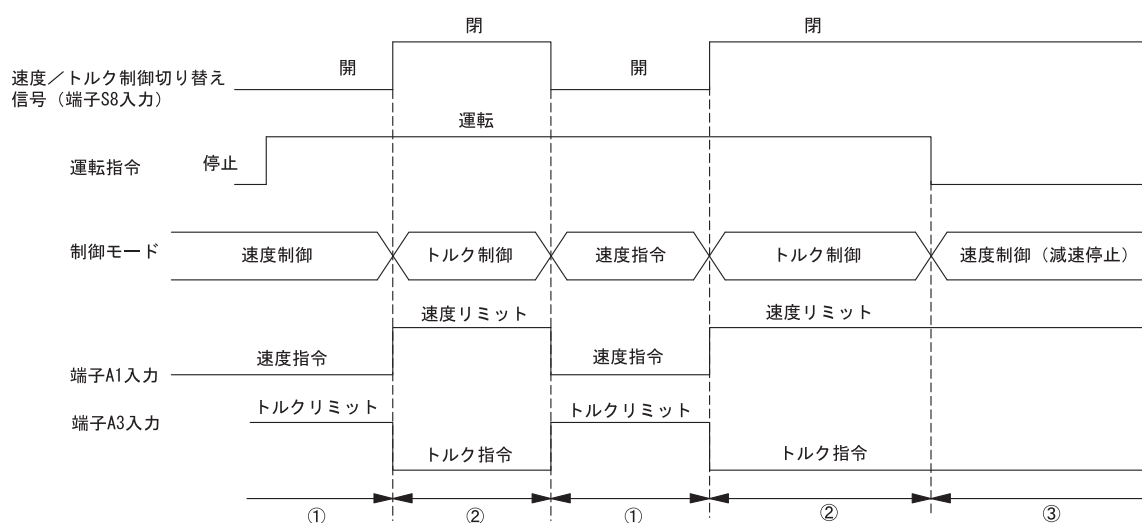 閉
閉
開
開
速度／トルク制御切り替え
信号（端子S8入力）
運転
運転指令
停止
制御モード
速度制御
トルク制御
速度指令
トルク制御
速度制御（減速停止）
速度リミット
速度リミット
速度指令
速度指令
端子A1入力
トルクリミット
トルクリミット
端子A3入力
トルク指令
トルク指令
①
②
①
②
③